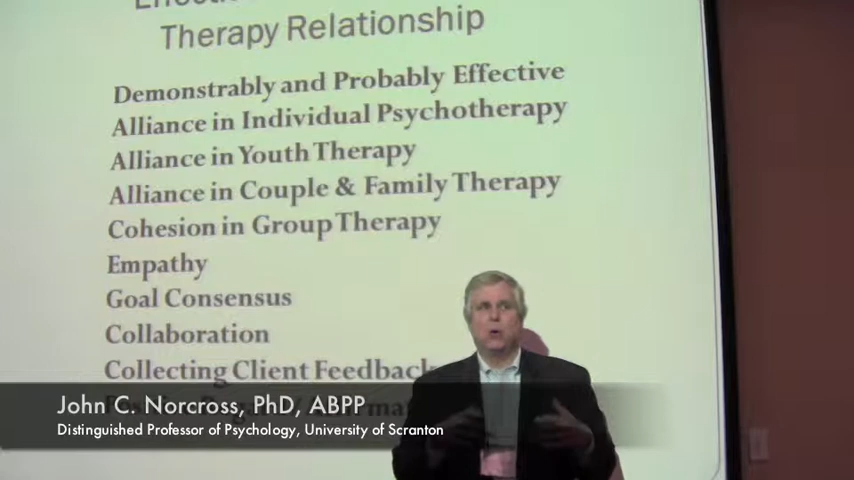 Therapy Relationship
Demonstrably and Probably Effective
Alliance in Individual Psychotherapy
Alliance in Youth Therapy
Alliance in Couple & Family Therapy
Cohesion in Group Therapy
Empathy
Goal Consensus
Collaboration
Collecting Client Feedback
John C. Norcross, PhD, ABPP
Distinguished Professor of Psychology, University of Scranton